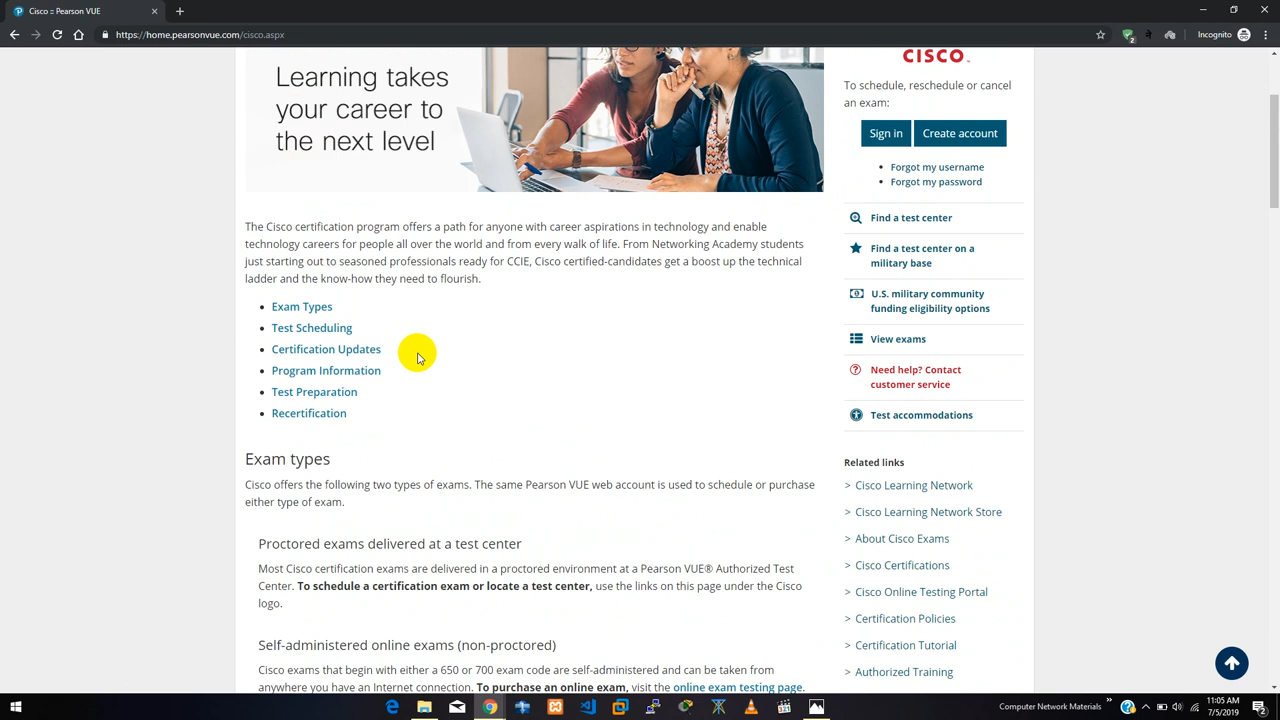 Cisco :: Pearson VUE
https://home.pearsonvue.com/cisco.aspx
2
Incognito
Learning takes
your career to
the next level
CISCO
To schedule, reschedule or cancel
an exam:
Sign in
Create account
Forgot my username
Forgot my password
Find a test center
Find a test center on a
military base
U.S. military community
funding eligibility options
View exams
Need help? Contact
customer service
Test accommodations
Related links
> Cisco Learning Network
> Cisco Learning Network Store
> About Cisco Exams
> Cisco Certifications
> Cisco Online Testing Portal
> Certification Policies
> Certification Tutorial
> Authorized Training
The Cisco certification program offers a path for anyone with career aspirations in technology and enable
technology careers for people all over the world and from every walk of life. From Networking Academy students
just starting out to seasoned professionals ready for CCIE, Cisco certified-candidates get a boost up the technical
ladder and the know-how they need to flourish.
Exam Types
Test Scheduling
Certification Updates
Program Information
Test Preparation
Recertification
Exam types
Cisco offers the following two types of exams. The same Pearson VUE web account is used to schedule or purchase
either type of exam.
Proctored exams delivered at a test center
Most Cisco certification exams are delivered in a proctored environment at a Pearson VUE® Authorized Test
Center. To schedule a certification exam or locate a test center, use the links on this page under the Cisco
logo.
Self-administered online exams (non-proctored)
Cisco exams that begin with either a 650 or 700 exam code are self-administered and can be taken from
anywhere you have an Internet connection. To purchase an online exam, visit the online exam testing page.
Computer Network Materials
11:05 AM
7/5/2019